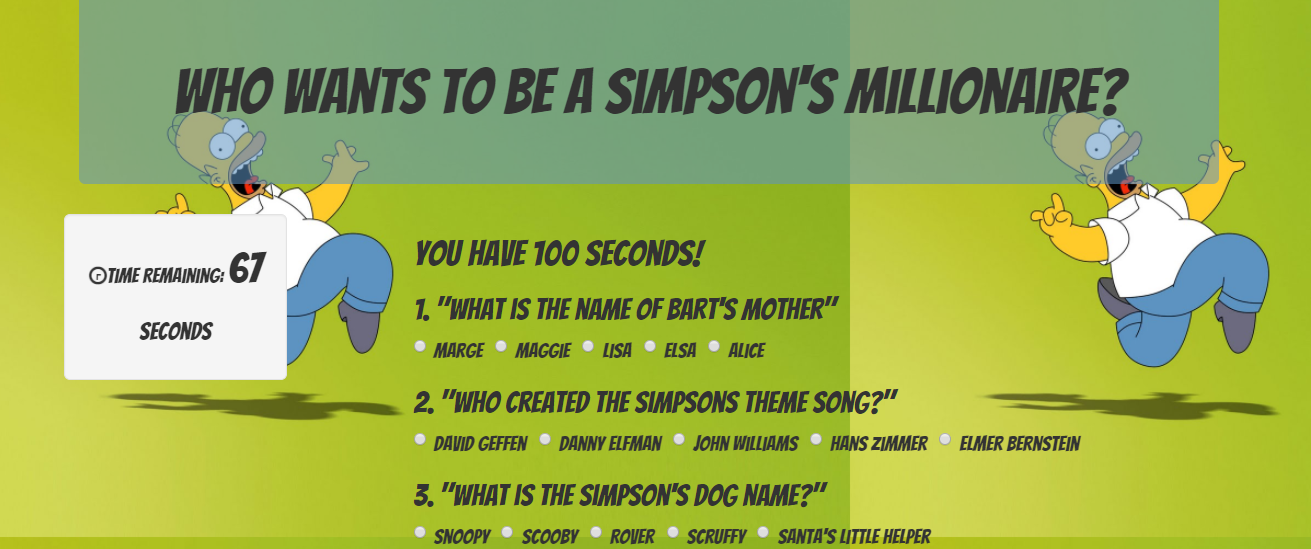 WHO WANTS TO BE A SIMPSON'S MILLIONAIRE?
TIME REMAINING: 67
SECONDS
YOU HAVE 100 SECONDS!
1. "WHAT IS THE NAME OF BART'S MOTHER"
MARGE MAGGIE LISA ELSA ALICE
2. "WHO CREATED THE SIMPSONS THEME SONG?"
DAVID GEFFEN DANNY ELFMAN JOHN WILLIAMS HANS ZIMMER ELMER BERNSTEIN
3. "WHAT IS THE SIMPSON'S DOG NAME?"
SNOOPY SCOOBY ROVER SCRUFFY SANTA'S LITTLE HELPER